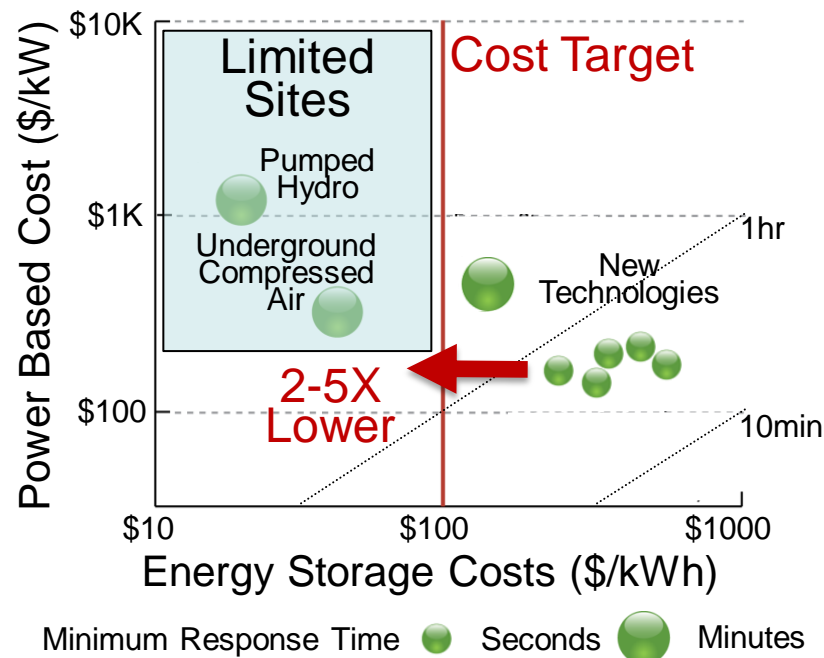 Power Based Cost ($/kW)
$10K
$1K
$100
Limited
Sites
Cost Target
Pumped
Hydro
Underground
Compressed
Air
1hr
New
Technologies
2-5X
Lower
10min
$10
$100
$1000
Energy Storage Costs ($/kWh)
Minimum Response Time Seconds Minutes